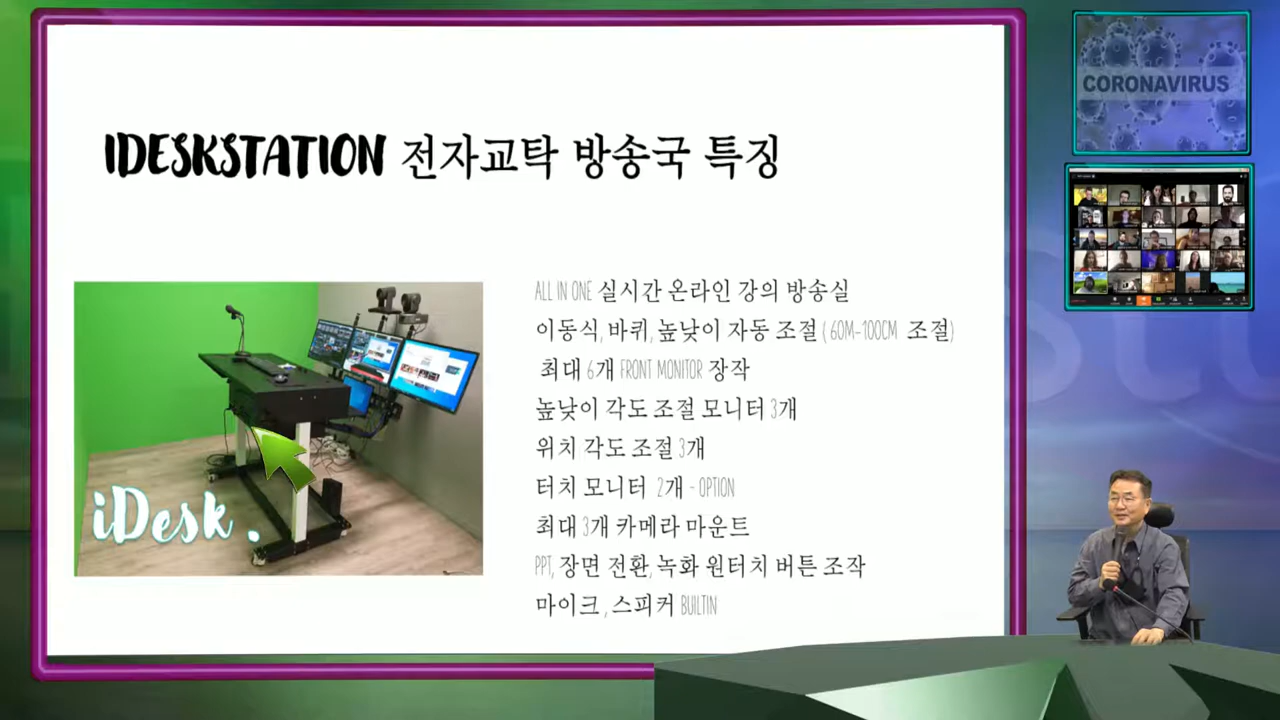 IDESKSTATION 전자교탁 방송국 특징
ALL IN ONE 실시간 온라인 강의 방송실
이동식, 바퀴, 높낮이 자동 조절 ( 60M-100CM 조절)
최대 6개 FRONT MONITOR 장작
높낮이 각도 조절 모니터 3개
위치 각도 조절 3개
터치 모니터 2개 - OPTION
최대 3개 카메라 마운트
PPT, 장면 전환, 녹화 원터치 버튼 조작
마이크, 스피커 BUILTIN
iDesk .
CORONAVIRUS